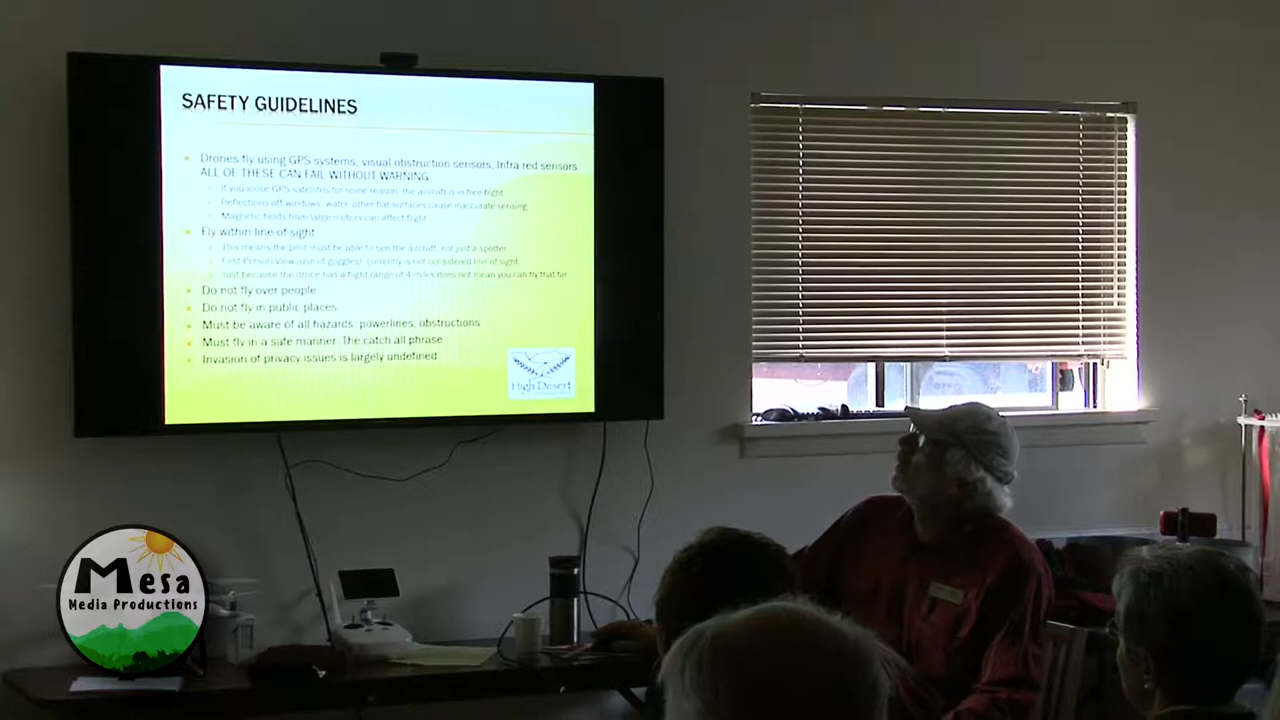 SAFETY GUIDELINES
Drones fly using GPS systems, visual obstruction sensors, Infra red sensors
ALL OF THESE CAN FAIL WITHOUT WARNING
If you loose GPS satellites for some reason, the aircraft is in free flight
Reflections off windows, water, other flat surfaces cause inaccurate sensing
Magnetic fields from large motors can affect flight
Fly within line of sight
This means the pilot must be able to see the aircraft, not just a spotter
First Person View (use of goggles), currently is not considered line of sight
Just because the drone has a flight range of 4 miles does not mean you can fly that far
Do not fly over people
Do not fly in public places
Must be aware of all hazards, powerlines, obstructions
Must fly in a safe manner. The catch all phrase
Invasion of privacy issues is largely undefined
High Desert
Mesa
Media Productions